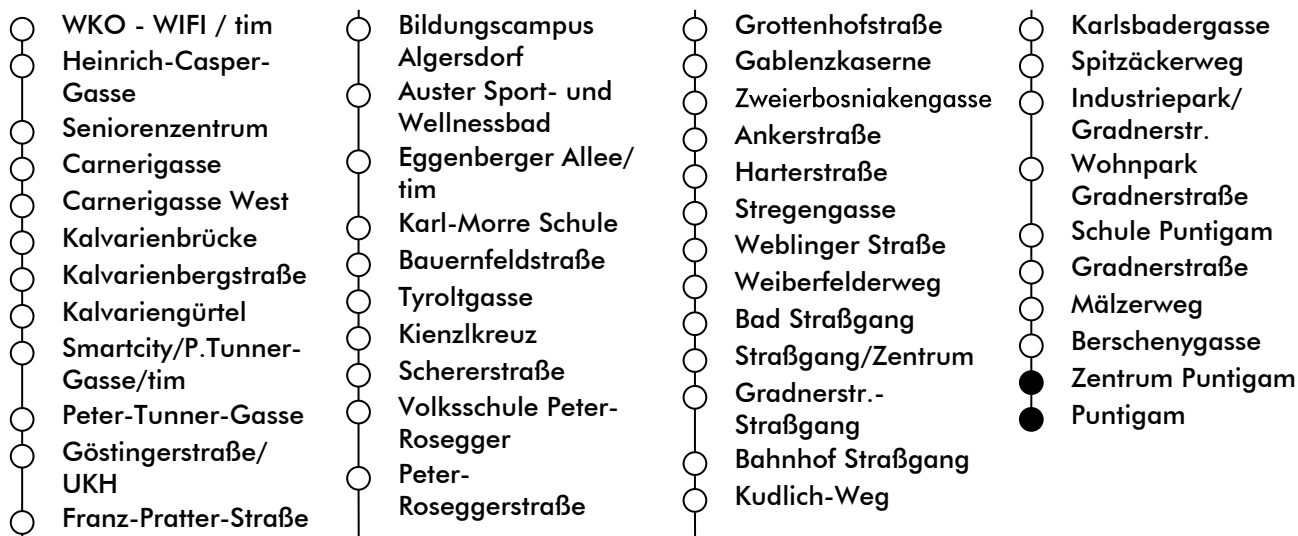 WKO - WIFI / tim
Heinrich-Casper-
Gasse
Seniorenzentrum
Carnerigasse
Carnerigasse West
Kalvarienbrücke
Kalvarienbergstraße
Kalvariengürtel
Smartcity/P.Tunner-
Gasse/tim
Peter-Tunner-Gasse
Göstingerstraße/
UKH
Franz-Pratter-Straße
Bildungscampus
Algersdorf
Auster Sport- und
Wellnessbad
Eggenberger Allee/
tim
Karl-Morre Schule
Bauernfeldstraße
Tyroltgasse
Kienzlkreuz
Schererstraße
Volksschule Peter-
Rosegger
Peter-
Roseggerstraße
Grottenhofstraße
Gablenzkaserne
Zweierbosniakengasse
Ankerstraße
Harterstraße
Stregengasse
Weblinger Straße
Weiberfelderweg
Bad Straßgang
Straßgang/Zentrum
Gradnerstr.-
Straßgang
Bahnhof Straßgang
Kudlich-Weg
Karlsbadergasse
Spitzäckerweg
Industriepark/
Gradnerstr.
Wohnpark
Gradnerstraße
Schule Puntigam
Gradnerstraße
Mälzerweg
Berschenygasse
Zentrum Puntigam
Puntigam